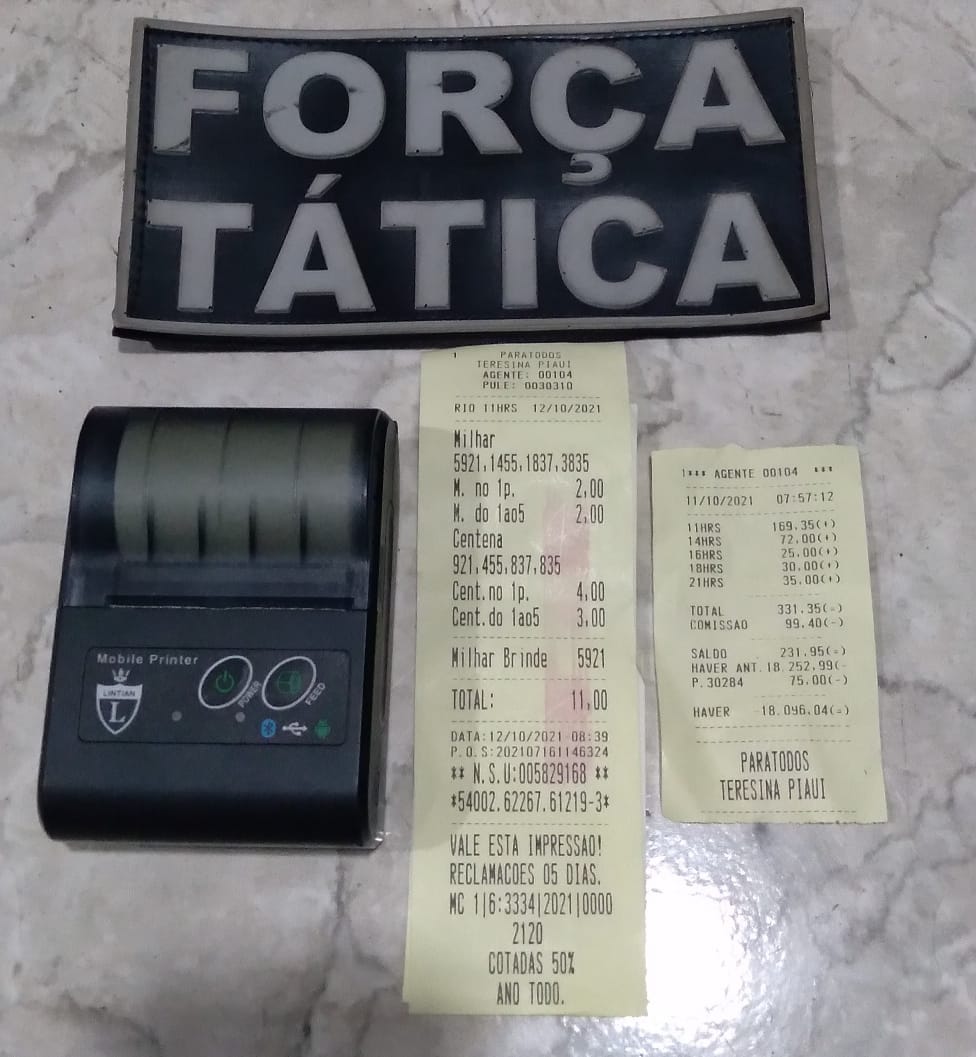 FORÇA
TÁTICA
Mobile Printer
LINTIAN
L
POWER
FEED
1 PARATODOS
TERESINA PIAUI
AGENTE: 00104
PULE: 0030310
RIO 11HRS 12/10/2021
Milhar
5921,1455,1837,3835
M. no 1p. 2,00
M. do 1ao5 2,00
Centena
921,455,837,835
Cent.no 1p. 4,00
Cent.do 1ao5 3,00
Milhar Brinde 5921
TOTAL: 11,00
DATA:12/10/2021-08:39
P.O.S:202107161146324
** N.S.U:005829168 **
*54002.62267.61219-3*
VALE ESTA IMPRESSAO!
RECLAMACOES 05 DIAS.
MC 1|6:3334|2021|0000
2120
COTADAS 50%
ANO TODO.
1*** AGENTE 00104 ***
11/10/2021 07:57:12
11HRS 169.35(+)
14HRS 72.00(+)
16HRS 25.00(+)
18HRS 30.00(+)
21HRS 35.00(+)
TOTAL 331.35(=)
COMISSAO 99.40(-)
SALDO 231.95(=)
HAVER ANT.18.252,99(-
P.30284 75.00(-)
HAVER -18.096.04(=)
PARATODOS
TERESINA PIAUI